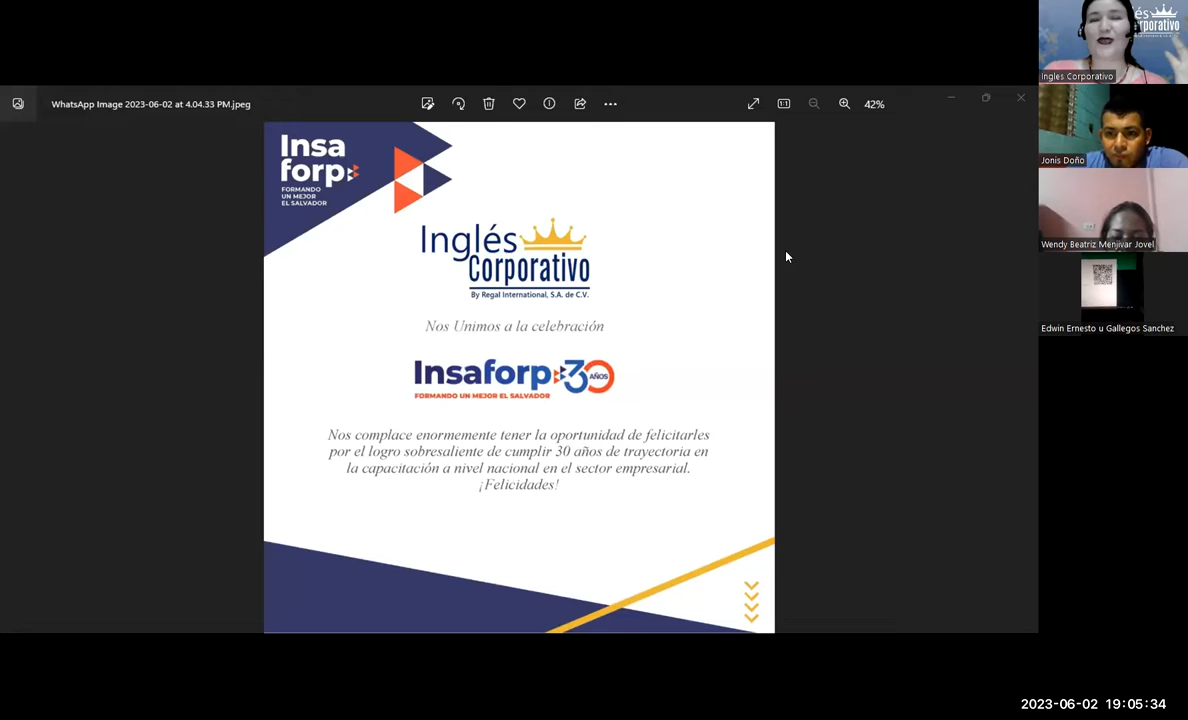 WhatsApp Image 2023-06-02 at 4.04.33 PM.jpeg
42%
Insa
forp
FORMANDO
UN MEJOR
EL SALVADOR
Inglés
Corporativo
By Regal International, S.A. de C.V.
Nos Unimos a la celebración
Insaforp 30 AÑOS
FORMANDO UN MEJOR EL SALVADOR
Nos complace enormemente tener la oportunidad de felicitarles
por el logro sobresaliente de cumplir 30 años de trayectoria en
la capacitación a nivel nacional en el sector empresarial.
¡Felicidades!
Ingles Corporativo
Jonis Doño
Wendy Beatriz Menjivar Jovel
Edwin Ernesto u Gallegos Sanchez
2023-06-02 19:05:34